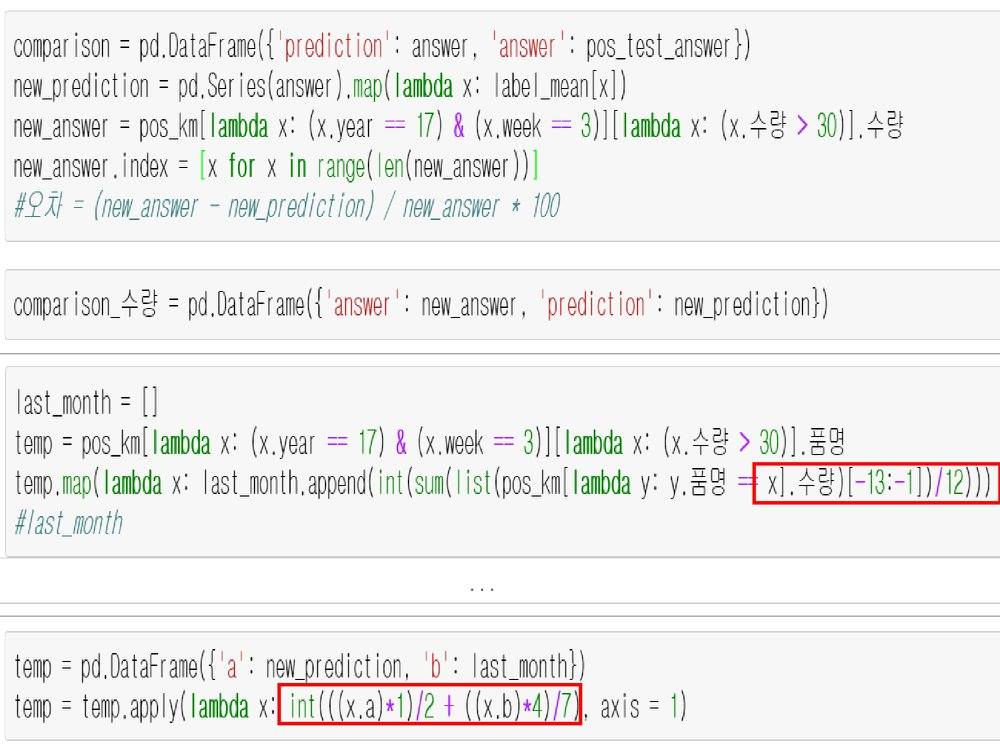 comparison = pd.DataFrame({'prediction': answer, 'answer': pos_test_answer})
new_prediction = pd.Series(answer).map(lambda x: label_mean[x])
new_answer = pos_km[lambda x: (x.year == 17) & (x.week == 3)][lambda x: (x.수량 > 30)].수량
new_answer.index = [x for x in range(len(new_answer))]
#오차 = (new_answer - new_prediction) / new_answer * 100
comparison_수량 = pd.DataFrame({'answer': new_answer, 'prediction': new_prediction})
last_month = []
temp = pos_km[lambda x: (x.year == 17) & (x.week == 3)][lambda x: (x.수량 > 30)].품명
temp.map(lambda x: last_month.append(int(sum(list(pos_km[lambda y: y.품명 == x].수량)[-13:-1])/12)))
#last_month
...
temp = pd.DataFrame({'a': new_prediction, 'b': last_month})
temp = temp.apply(lambda x: int(((x.a)*1)/2 + ((x.b)*4)/7), axis = 1)